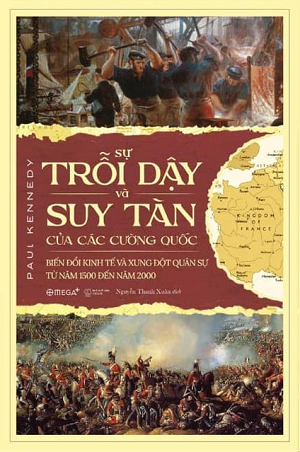 PAUL KENNEDY
SỰ
TRỖI DẬY
và
SUY TÀN
CỦA CÁC CƯỜNG QUỐC
BIẾN ĐỔI KINH TẾ VÀ XUNG ĐỘT QUÂN SỰ
TỪ NĂM 1500 ĐẾN NĂM 2000
OMEGA+
Nguyễn Thanh Xuân dịch
KINGDOM
OF
FRANCE